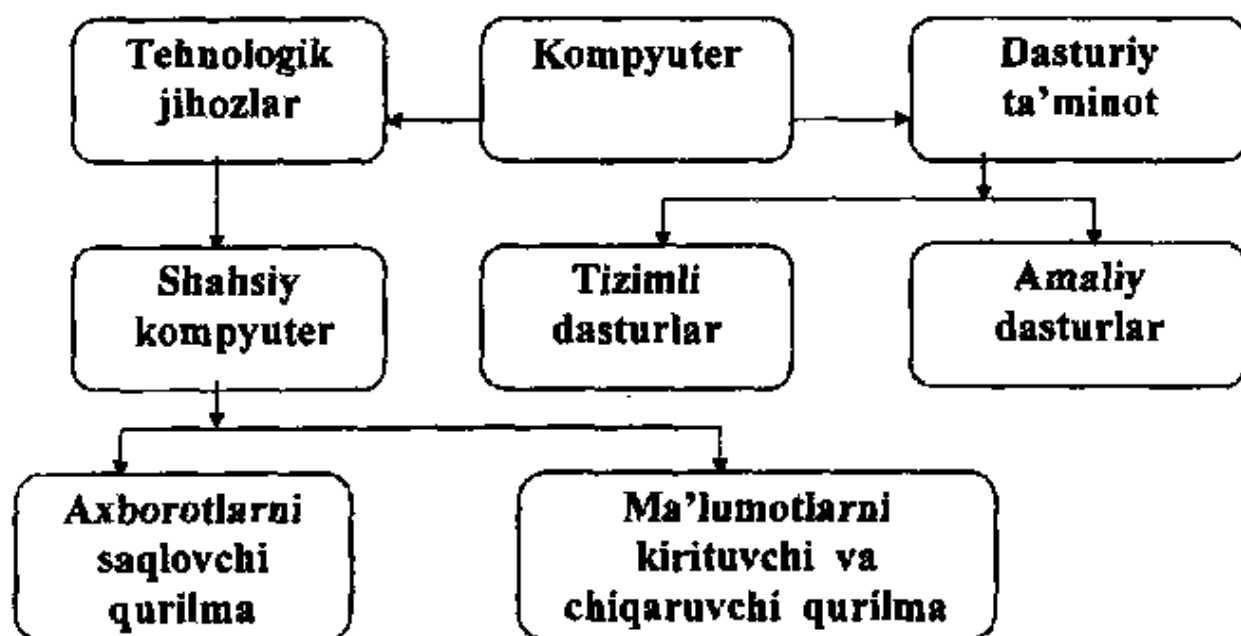 Tehnologik
jihozlar
Kompyuter
Dasturiy
ta’minot
Shahsiy
kompyuter
Tizimli
dasturlar
Amaliy
dasturlar
Axborotlarni
saqlovchi
qurilma
Ma’lumotlarni
kirituvchi va
chiqaruvchi qurilma